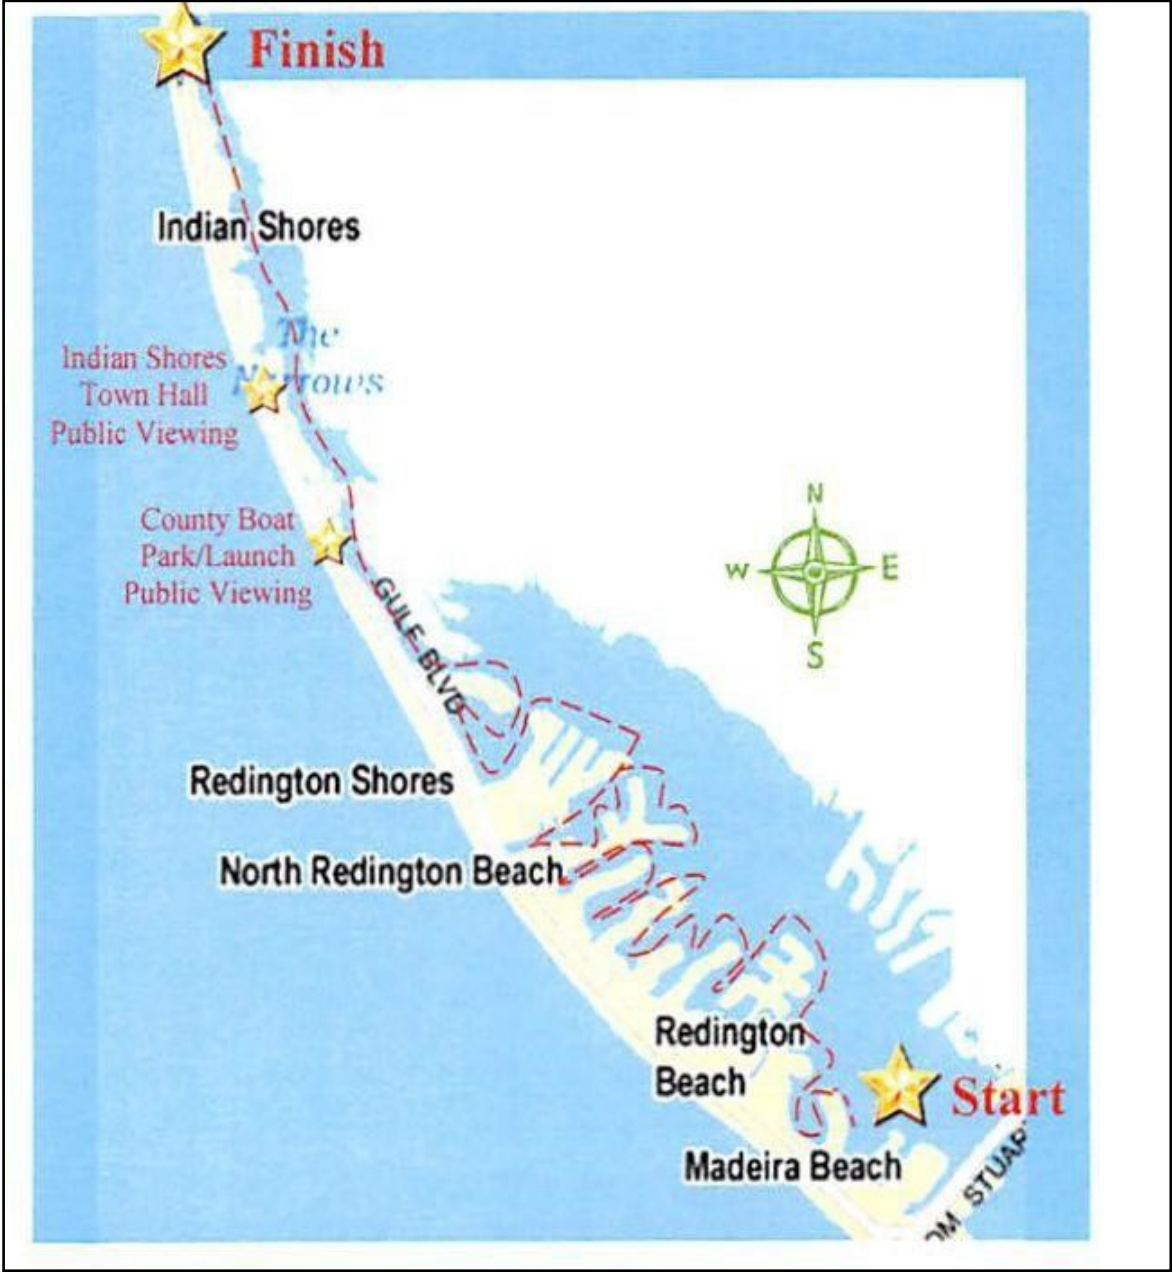 Finish
Indian Shores
The
Narrows
Indian Shores
Town Hall
Public Viewing
County Boat
Park/Launch
Public Viewing
N
W
E
S
GULF BLVD
Redington Shores
North Redington Beach
Redington
Beach
Start
Madeira Beach
STUAR